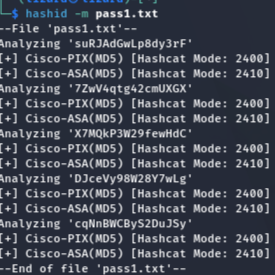 $ hashid -m pass1.txt
--File 'pass1.txt'--
Analyzing 'suRJAdGwLp8dy3rF'
[+] Cisco-PIX(MD5) [Hashcat Mode: 2400]
[+] Cisco-ASA(MD5) [Hashcat Mode: 2410]
Analyzing '7ZwV4qtg42cmUXGX'
[+] Cisco-PIX(MD5) [Hashcat Mode: 2400]
[+] Cisco-ASA(MD5) [Hashcat Mode: 2410]
Analyzing 'X7MQkP3W29fewHdC'
[+] Cisco-PIX(MD5) [Hashcat Mode: 2400]
[+] Cisco-ASA(MD5) [Hashcat Mode: 2410]
Analyzing 'DJceVy98W28Y7wLg'
[+] Cisco-PIX(MD5) [Hashcat Mode: 2400]
[+] Cisco-ASA(MD5) [Hashcat Mode: 2410]
Analyzing 'cqNnBWCByS2DuJSy'
[+] Cisco-PIX(MD5) [Hashcat Mode: 2400]
[+] Cisco-ASA(MD5) [Hashcat Mode: 2410]
--End of file 'pass1.txt'--